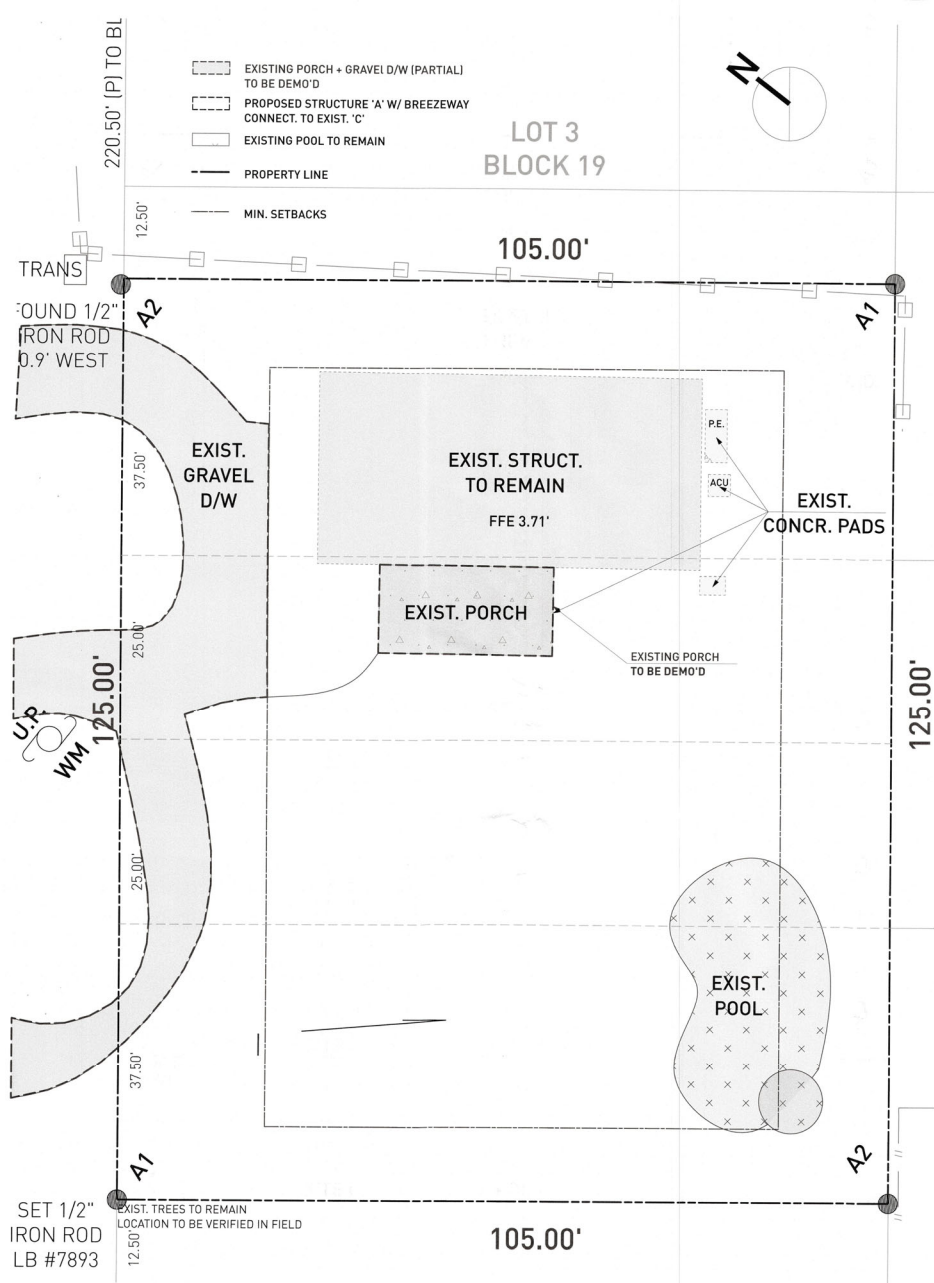 220.50' (P) TO BL
EXISTING PORCH + GRAVEL D/W (PARTIAL)
TO BE DEMO'D
PROPOSED STRUCTURE 'A' W/ BREEZEWAY
CONNECT. TO EXIST. 'C'
EXISTING POOL TO REMAIN
PROPERTY LINE
MIN. SETBACKS
LOT 3
BLOCK 19
N
12.50'
105.00'
TRANS
A2
A1
FOUND 1/2"
IRON ROD
0.9' WEST
EXIST.
GRAVEL
D/W
37.50'
EXIST. STRUCT.
TO REMAIN
FFE 3.71'
P.E.
ACU
EXIST.
CONCR. PADS
EXIST. PORCH
EXISTING PORCH
TO BE DEMO'D
25.00'
125.00'
125.00'
U.P.
WM
25.00'
EXIST.
POOL
37.50'
A1
A2
SET 1/2"
IRON ROD
LB #7893
EXIST. TREES TO REMAIN
LOCATION TO BE VERIFIED IN FIELD
12.50'
105.00'